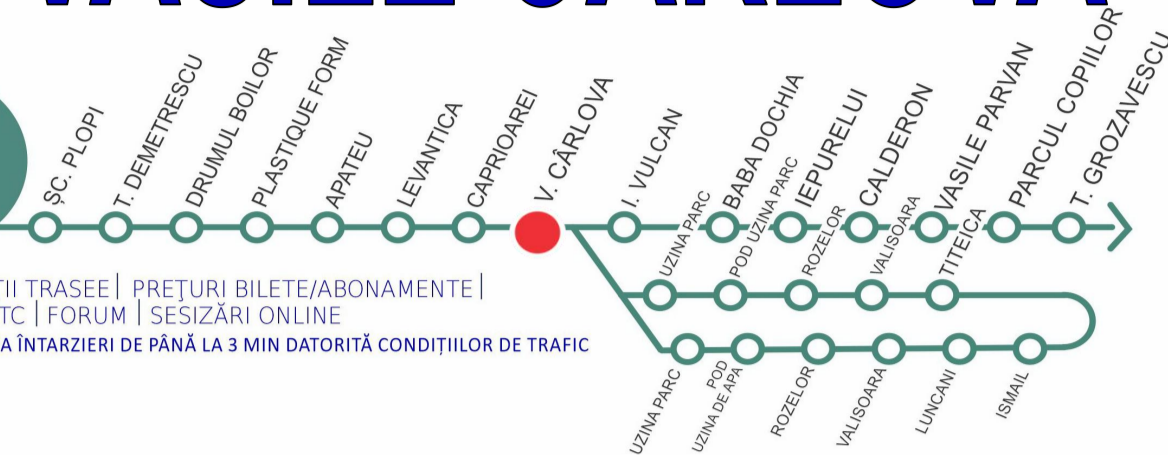 VASILE CÂRLOVA
ȘC. PLOPI
T. DEMETRESCU
DRUMUL BOILOR
PLASTIQUE FORM
APATEU
LEVANTICA
CAPRIOAREI
V. CÂRLOVA
I. VULCAN
BABA DOCHIA
IEPURELUI
CALDERON
VASILE PARVAN
PARCUL COPIILOR
T. GROZAVESCU
UZINA PARC
POD UZINA PARC
ROZELOR
VALISOARA
TITEICA
TII TRASEE| PREŢURI BILETE/ABONAMENTE|
TC | FORUM | SESIZĂRI ONLINE
A ÎNTARZIERI DE PÂNĂ LA 3 MIN DATORITĂ CONDIȚIILOR DE TRAFIC
UZINA PARC
POD
UZINA DE APA
ROZELOR
VALISOARA
LUNCANI
ISMAIL